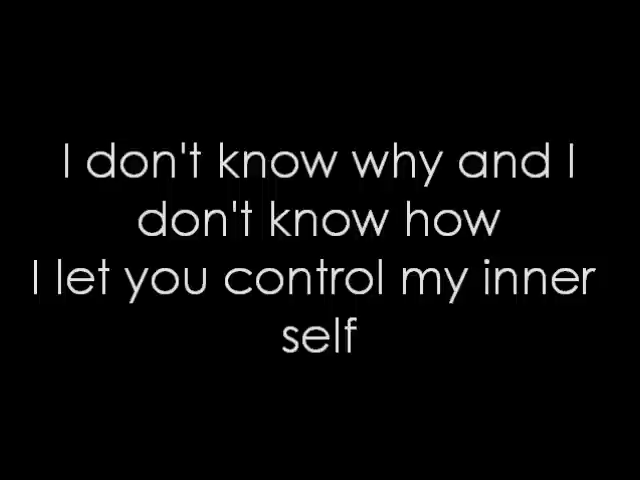 I don't know why and I
don't know how
I let you control my inner
self